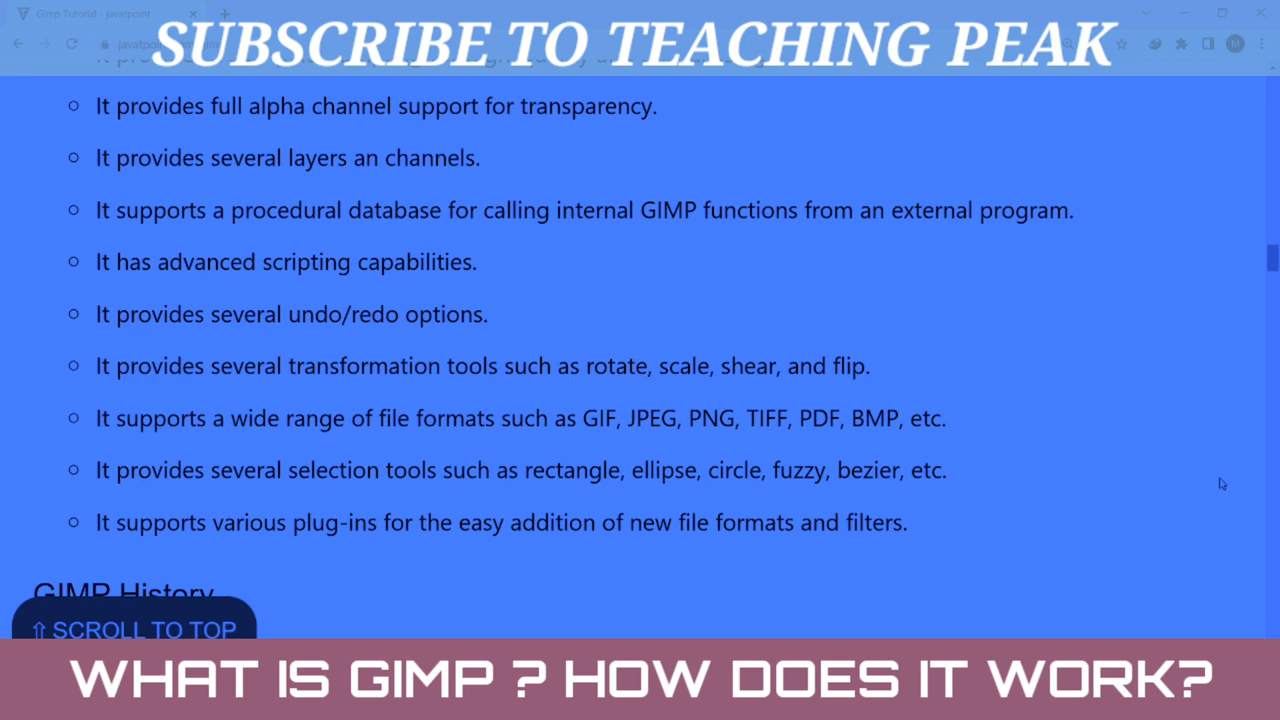 Gimp Tutorial - javatpoint
SUBSCRIBE TO TEACHING PEAK
It provides full alpha channel support for transparency.
It provides several layers an channels.
It supports a procedural database for calling internal GIMP functions from an external program.
It has advanced scripting capabilities.
It provides several undo/redo options.
It provides several transformation tools such as rotate, scale, shear, and flip.
It supports a wide range of file formats such as GIF, JPEG, PNG, TIFF, PDF, BMP, etc.
It provides several selection tools such as rectangle, ellipse, circle, fuzzy, bezier, etc.
It supports various plug-ins for the easy addition of new file formats and filters.
GIMP History
⇧ SCROLL TO TOP
WHAT IS GIMP ? HOW DOES IT WORK?